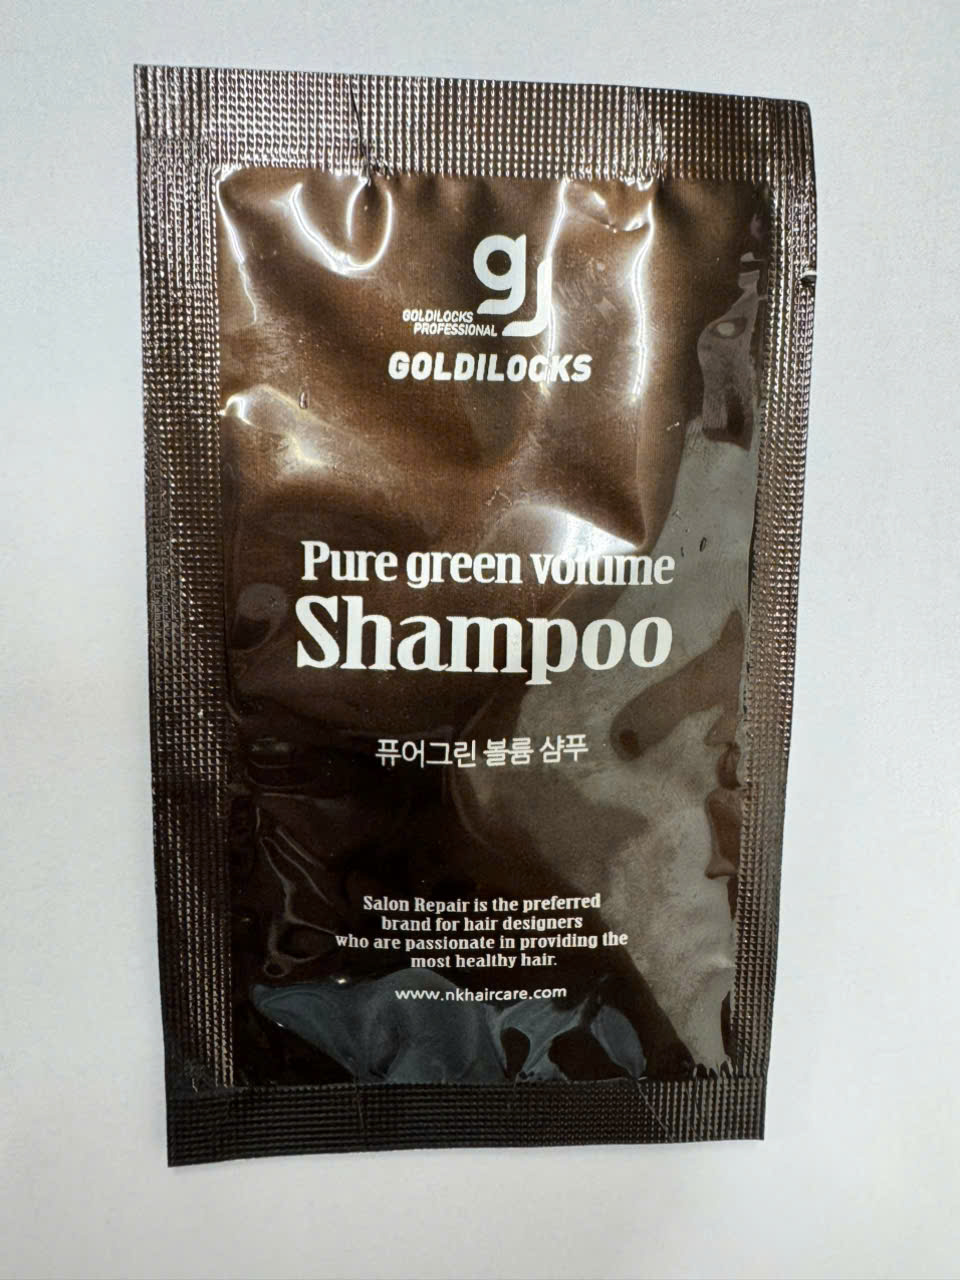 gj
GOLDILOCKS
PROFESSIONAL
GOLDILOCKS
Pure green volume
Shampoo
퓨어그린 볼륨 샴푸
Salon Repair is the preferred
brand for hair designers
who are passionate in providing the
most healthy hair.
www.nkhaircare.com